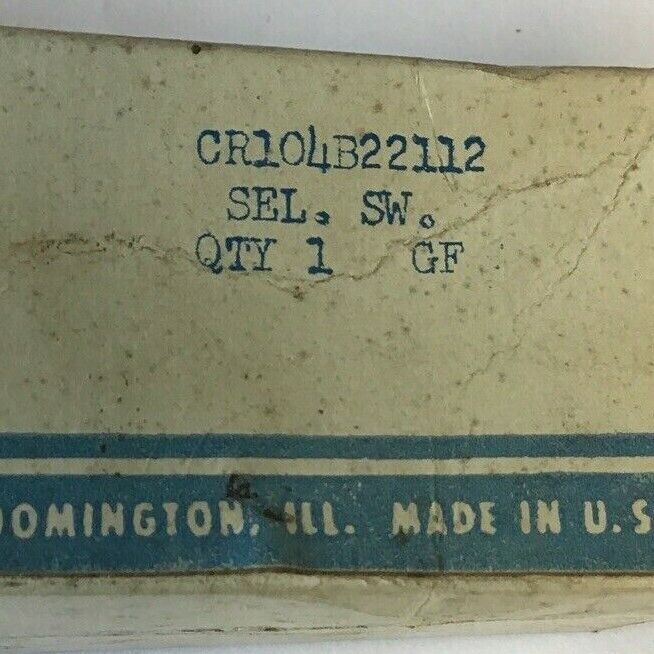 CR104B22112
SEL. SW.
QTY 1 GF
OOMINGTON, ILL. MADE IN U.S